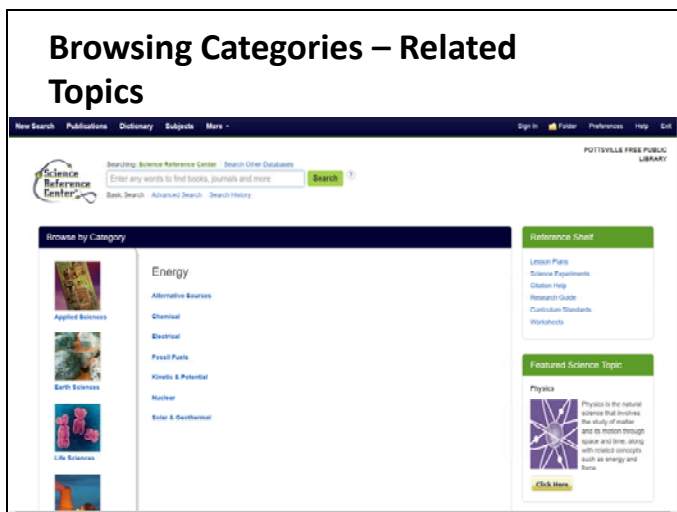 Browsing Categories – Related
Topics
New Search Publications Dictionary Subjects More
Sign In Folder Preferences Help Exit
POTTSVILLE FREE PUBLIC
LIBRARY
Science
Reference
Center
Searching: Science Reference Center Search Other Databases
Enter any words to find books, journals and more
Search ?
Basic Search Advanced Search Search History
Browse by Category
Applied Sciences
Earth Sciences
Life Sciences
Energy
Alternative Sources
Chemical
Electrical
Fossil Fuels
Kinetic & Potential
Nuclear
Solar & Geothermal
Reference Shelf
Lesson Plans
Science Experiments
Citation Help
Research Guide
Curriculum Standards
Worksheets
Featured Science Topic
Physics
Physics is the natural
science that involves
the study of matter
and its motion through
space and time, along
with related concepts
such as energy and
force.
Click Here